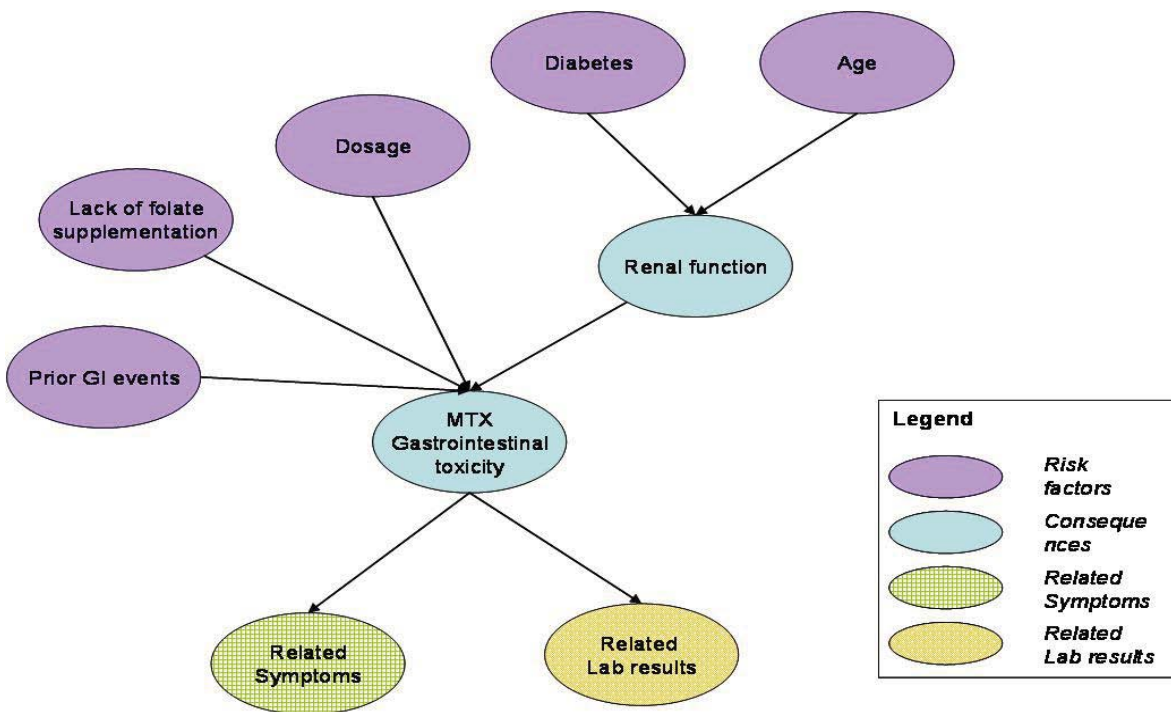 Diabetes
Age
Dosage
Lack of folate
supplementation
Renal function
Prior GI events
MTX
Gastrointestinal
toxicity
Related
Symptoms
Related
Lab results
Legend
Risk
factors
Conseque
nces
Related
Symptoms
Related
Lab results